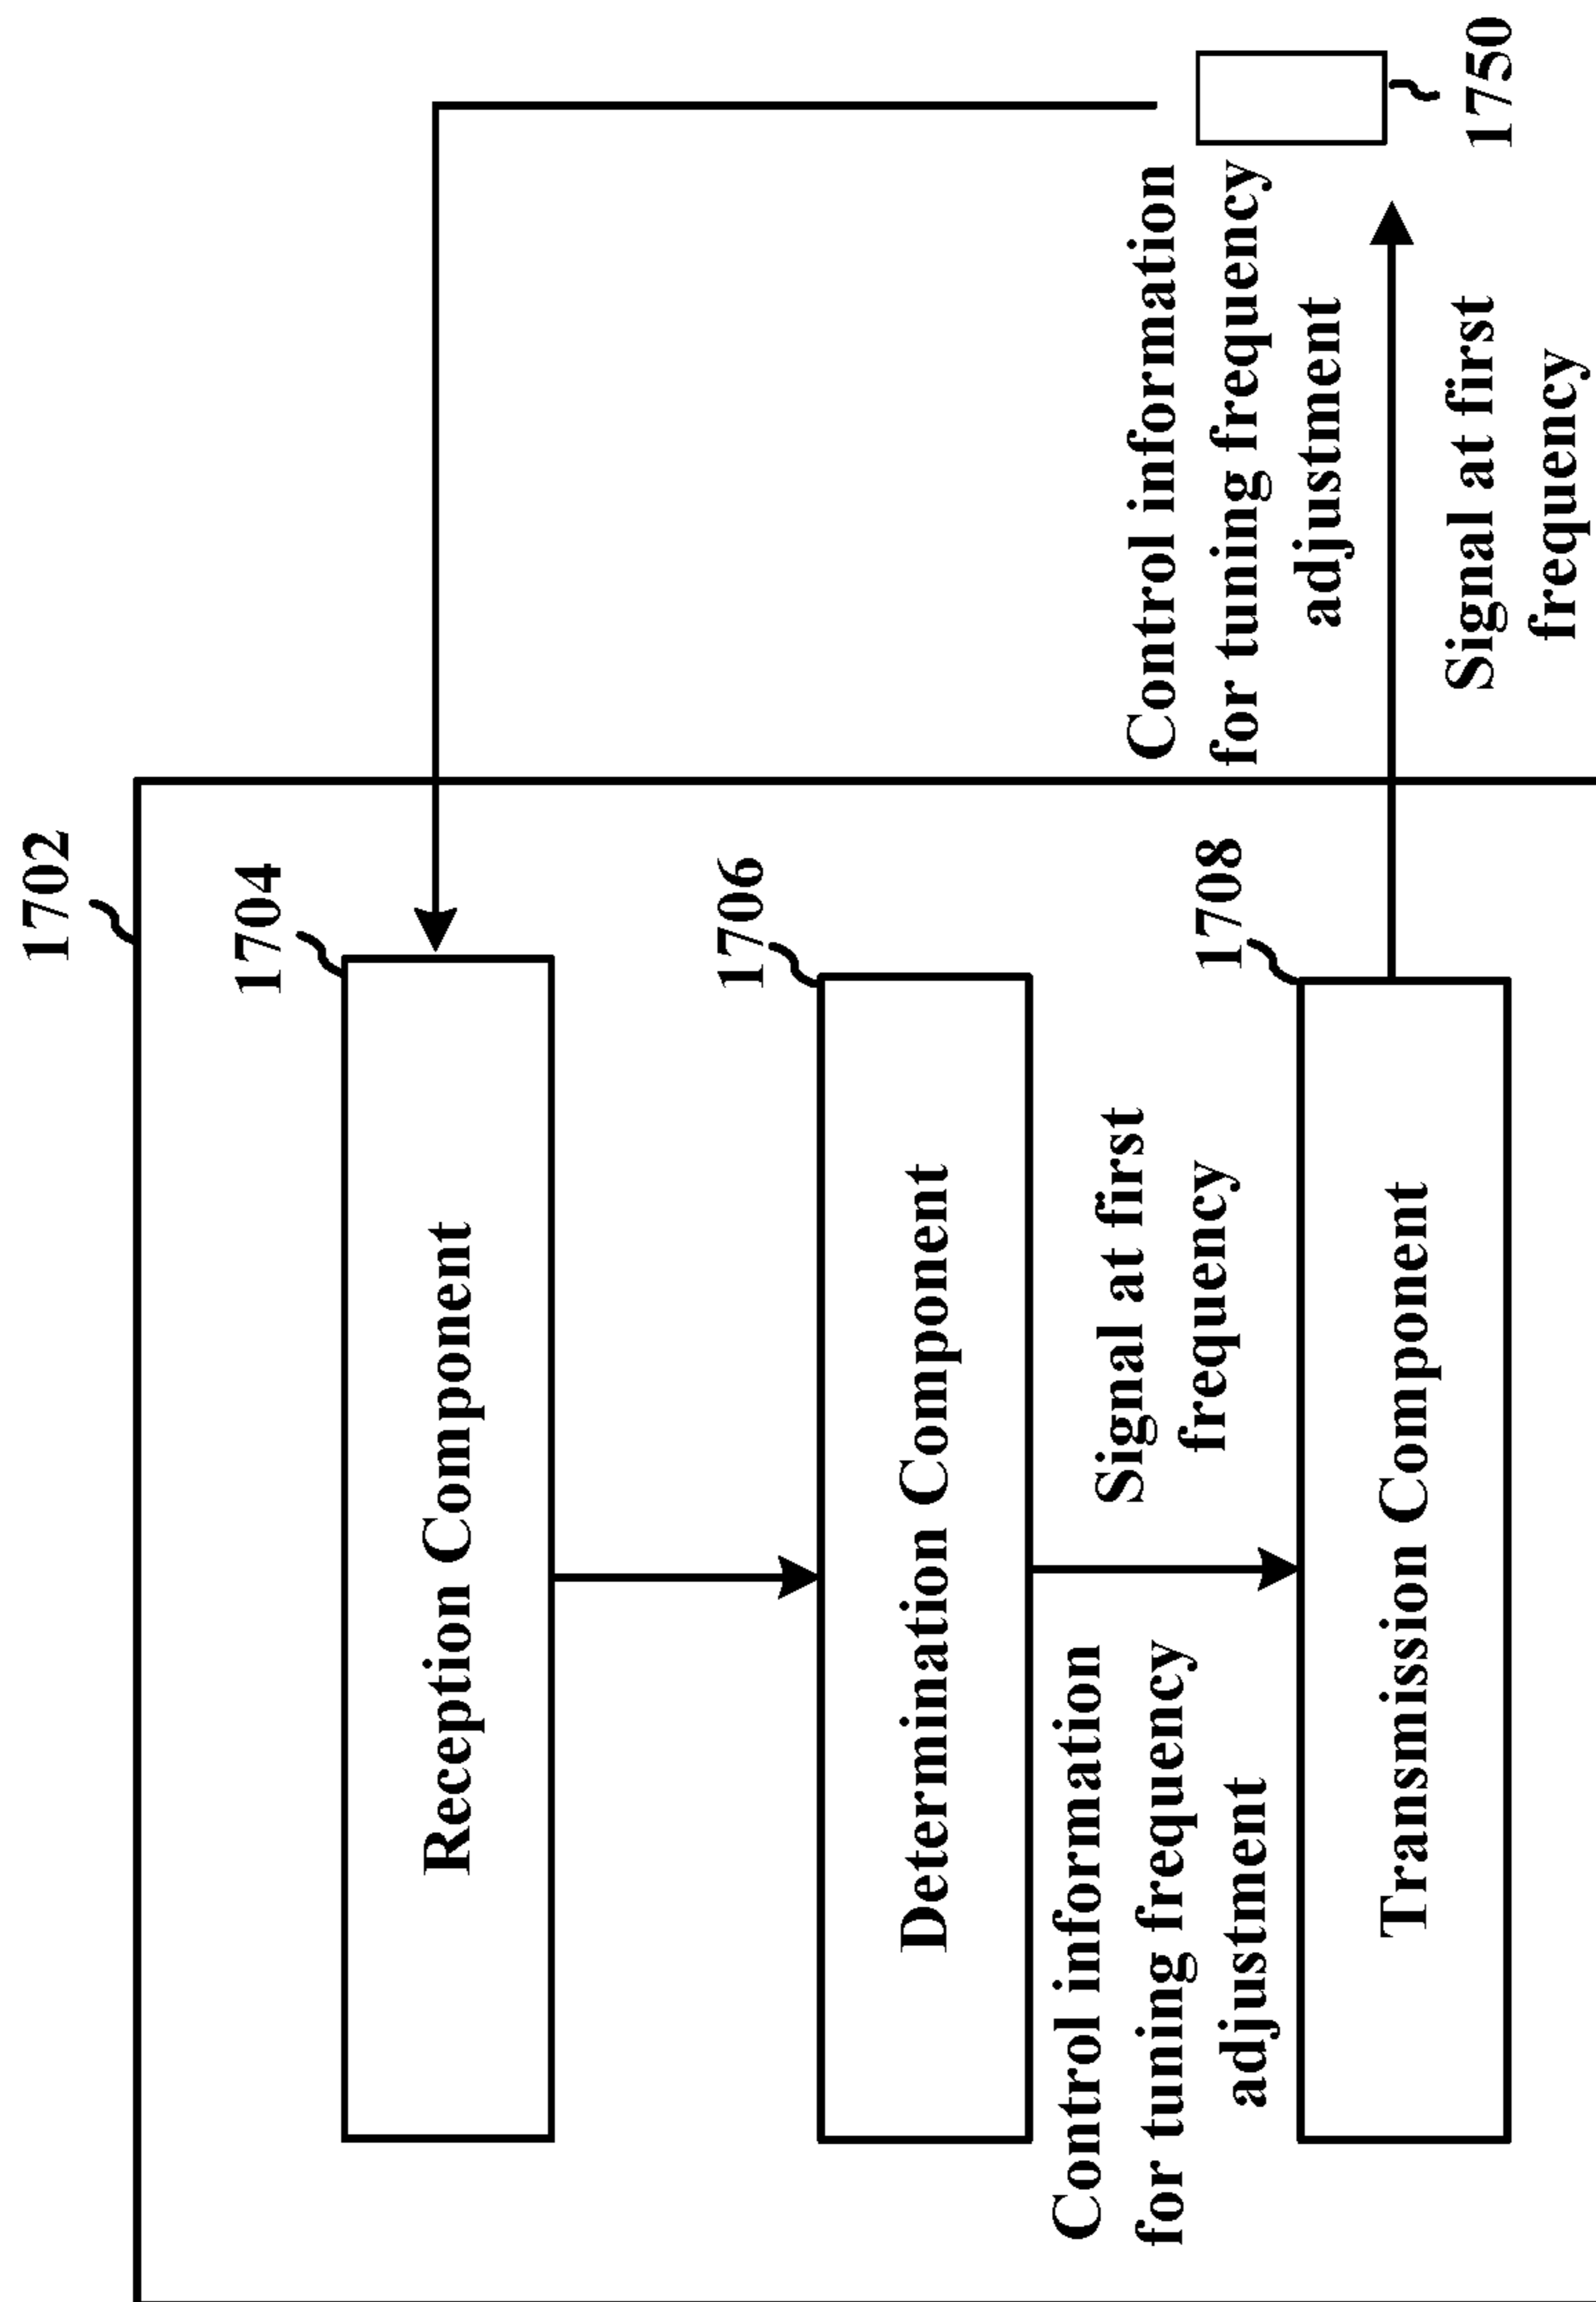 1702
1704
Reception Component
1706
Determination Component
Control information
for tuning frequency
adjustment
Signal at first
frequency
1708
Transmission Component
Control information
for tuning frequency
adjustment
Signal at first
frequency
1750